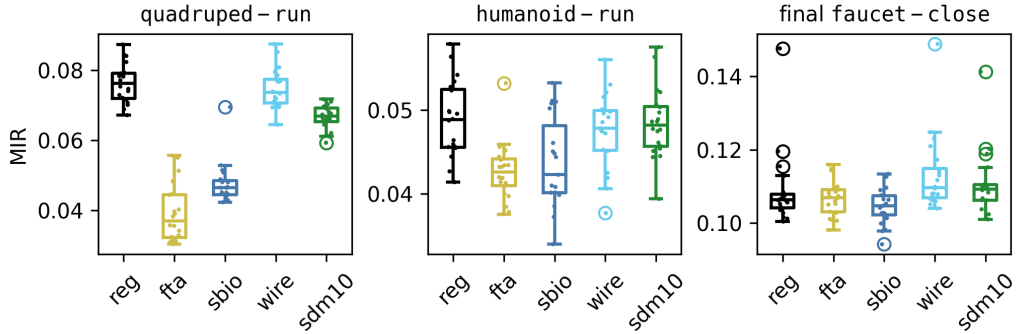 quadruped−run
MIR
0.08
0.06
0.04
reg
fta
sbio
wire
sdm10
humanoid−run
0.05
0.04
reg
fta
sbio
wire
sdm10
final faucet−close
0.14
0.12
0.10
reg
fta
sbio
wire
sdm10